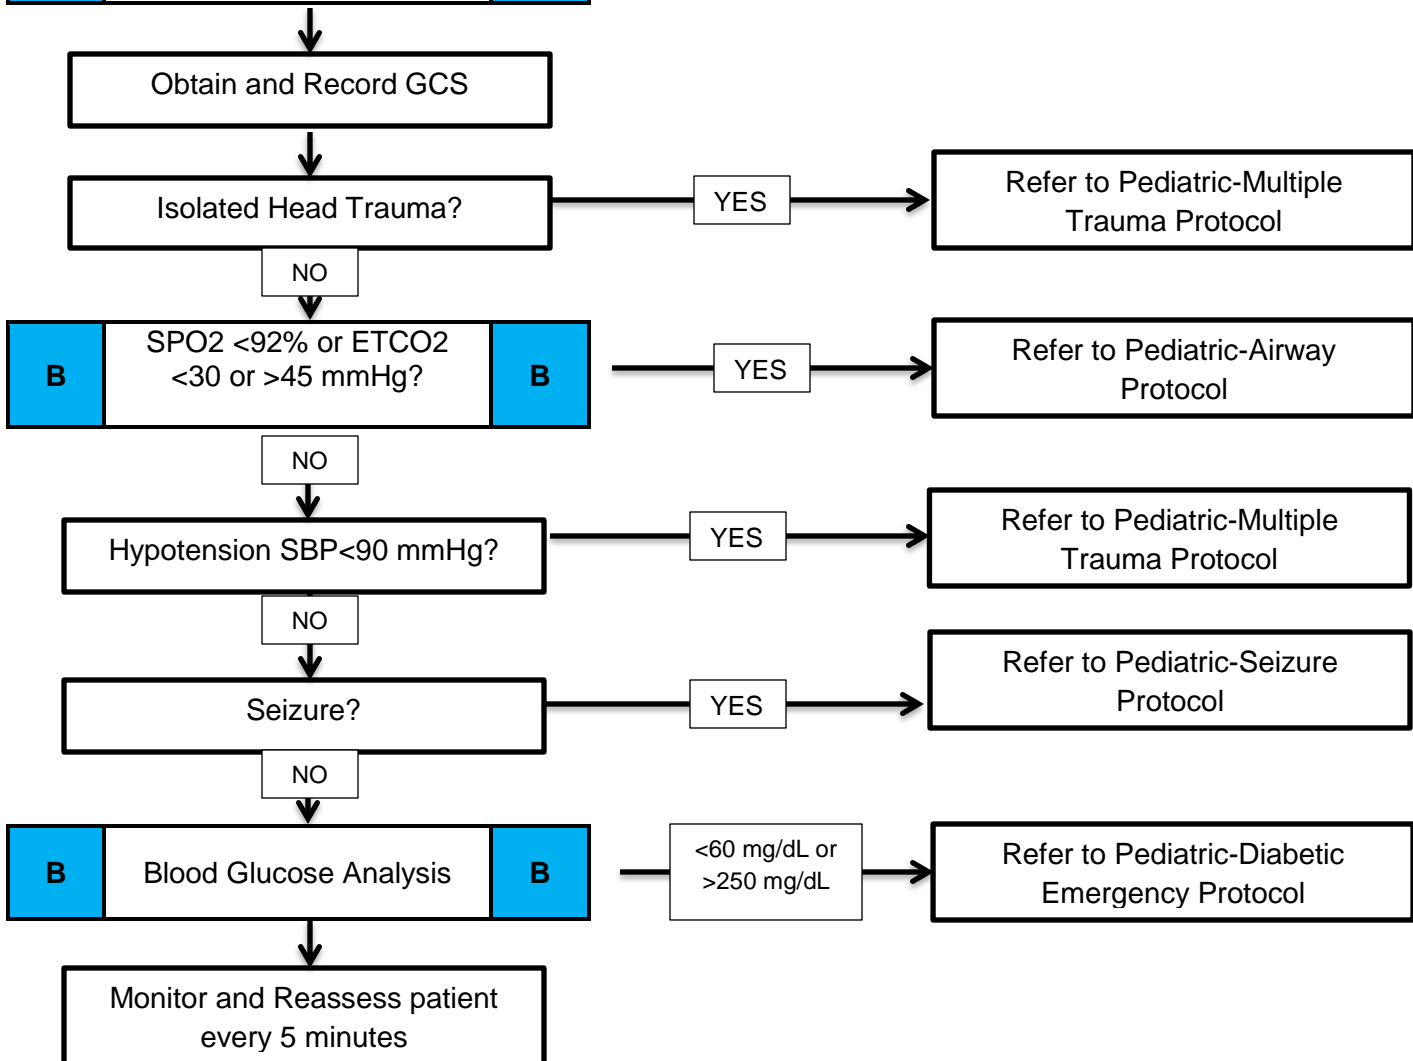 Obtain and Record GCS
Isolated Head Trauma?
YES
Refer to Pediatric-Multiple
Trauma Protocol
NO
B
SPO2 <92% or ETCO2
<30 or >45 mmHg?
B
YES
Refer to Pediatric-Airway
Protocol
NO
Hypotension SBP<90 mmHg?
YES
Refer to Pediatric-Multiple
Trauma Protocol
NO
Seizure?
YES
Refer to Pediatric-Seizure
Protocol
NO
B
Blood Glucose Analysis
B
<60 mg/dL or
>250 mg/dL
Refer to Pediatric-Diabetic
Emergency Protocol
Monitor and Reassess patient
every 5 minutes